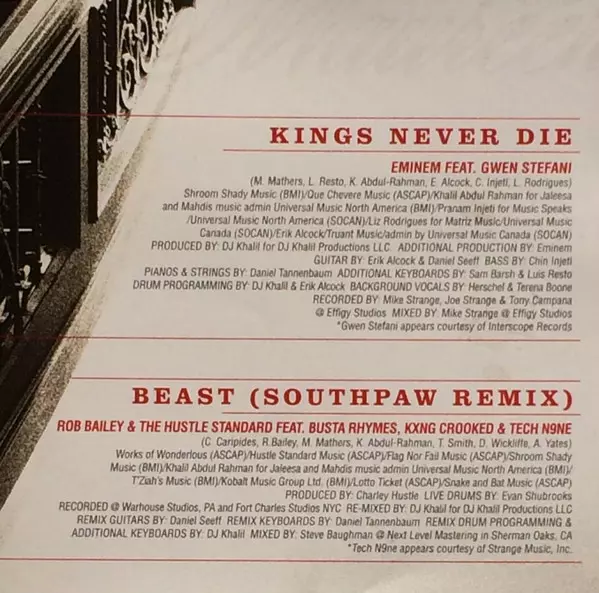 KINGS NEVER DIE
EMINEM FEAT. GWEN STEFANI
(M. Mathers, L. Resto, K. Abdul-Rahman, E. Alcock, C. Injeti, L. Rodrigues)
Shroom Shady Music (BMI)/Que Chevere Music (ASCAP)/Khalil Abdul Rahman for Jaleesa
and Mahdis music admin Universal Music North America (BMI)/Pranam Injeti for Music Speaks
/Universal Music North America (SOCAN)/Liz Rodrigues for Matriz Music/Universal Music
Canada (SOCAN)/Erik Alcock/Truant Music/admin by Universal Music Canada (SOCAN)
PRODUCED BY: DJ Khalil for DJ Khalil Productions LLC ADDITIONAL PRODUCTION BY: Eminem
GUITAR BY: Erik Alcock & Daniel Seeff BASS BY: Chin Injeti
PIANOS & STRINGS BY: Daniel Tannenbaum ADDITIONAL KEYBOARDS BY: Sam Barsh & Luis Resto
DRUM PROGRAMMING BY: DJ Khalil & Erik Alcock BACKGROUND VOCALS BY: Herschel & Terena Boone
RECORDED BY: Mike Strange, Joe Strange & Tony Campana
@ Effigy Studios MIXED BY: Mike Strange @ Effigy Studios
*Gwen Stefani appears courtesy of Interscope Records
BEAST (SOUTHPAW REMIX)
ROB BAILEY & THE HUSTLE STANDARD FEAT. BUSTA RHYMES, KXNG CROOKED & TECH N9NE
(C. Caripides, R.Bailey, M. Mathers, K. Abdul-Rahman, T. Smith, D. Wickliffe, A. Yates)
Works of Wonderlous (ASCAP)/Hustle Standard Music (ASCAP)/Flag Nor Fail Music (ASCAP)/Shroom Shady
Music (BMI)/Khalil Abdul Rahman for Jaleesa and Mahdis music admin Universal Music North America (BMI)/
T'Ziah's Music (BMI)/Kobalt Music Group Ltd. (BMI)/Lotto Ticket (ASCAP)/Snake and Bat Music (ASCAP)
PRODUCED BY: Charley Hustle LIVE DRUMS BY: Evan Shubrooks
RECORDED @ Warhouse Studios, PA and Fort Charles Studios NYC RE-MIXED BY: DJ Khalil for DJ Khalil Productions LLC
REMIX GUITARS BY: Daniel Seeff REMIX KEYBOARDS BY: Daniel Tannenbaum REMIX DRUM PROGRAMMING &
ADDITIONAL KEYBOARDS BY: DJ Khalil MIXED BY: Steve Baughman @ Next Level Mastering in Sherman Oaks, CA
*Tech N9ne appears courtesy of Strange Music, Inc.